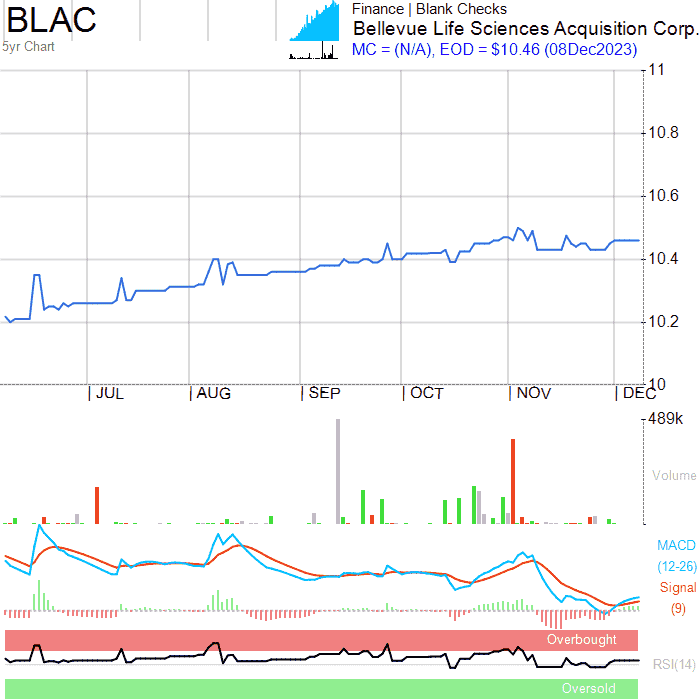 BLAC
5yr Chart
Finance | Blank Checks
Bellevue Life Sciences Acquisition Corp.
MC = (N/A), EOD = $10.46 (08Dec2023)
11
10.8
10.6
10.4
10.2
10
JUL AUG SEP OCT NOV DEC
489k
Volume
MACD
(12-26)
Signal
(9)
Overbought
RSI(14)
Oversold